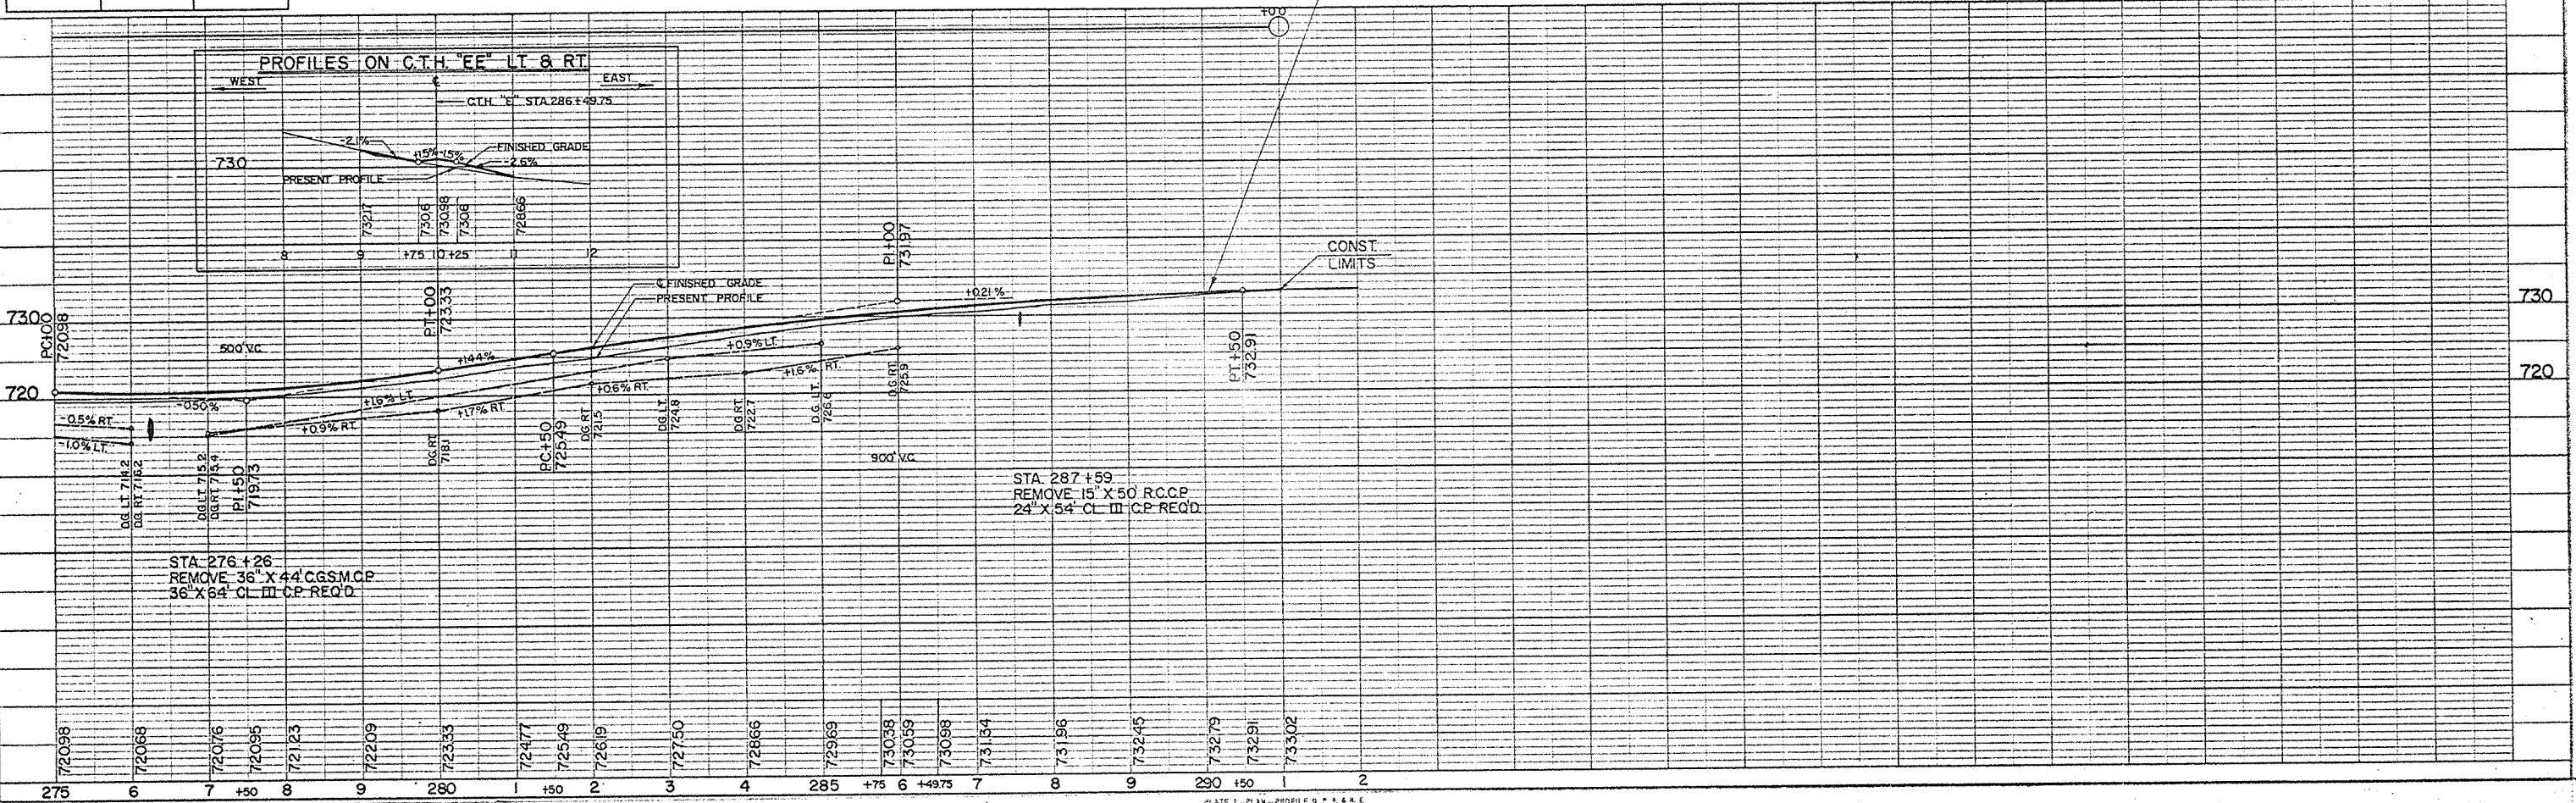 +00
PROFILES ON C.T.H. "EE" LT. & RT.
WEST
℄
EAST
C.T.H. "E" STA. 286+49.75
-2.1%
+1.5% -1.5%
FINISHED GRADE
-2.6%
730
PRESENT PROFILE
732.17
730.6
730.98
730.6
728.66
8 9 +75 10 +25 11 12
P.I.+00
731.97
CONST.
LIMITS
℄ FINISHED GRADE
PRESENT PROFILE
+0.21%
730
730
P.C.+00
720.98
P.T.+00
723.33
500' V.C.
+1.44%
+0.9% LT.
+1.6% RT.
P.T.+50
732.91
720
720
-0.50%
+1.6% LT.
+0.6% RT.
+1.7% RT.
-0.5% RT.
+0.9% RT.
-1.0% LT.
D.G. LT. 714.2
D.G. RT. 716.2
D.G. LT. 715.2
D.G. RT. 715.4
P.I.+50
719.73
D.G. RT.
718.1
P.C.+50
725.49
D.G. RT.
721.5
D.G. LT.
724.8
D.G. RT.
722.7
D.G. LT.
726.6
D.G. RT.
725.9
900' V.C.
STA. 287+59
REMOVE 15" X 50' R.C.C.P.
24" X 54' CL. III C.P. REQ'D.
STA. 276+26
REMOVE 36" X 44' C.G.S.M.C.P.
36" X 64' CL. III C.P. REQ'D.
720.98
720.68
720.76
720.95
721.23
722.09
723.33
724.77
725.49
726.19
727.50
728.66
729.69
730.38
730.59
730.98
731.34
731.96
732.45
732.79
732.91
733.02
275 6 7 +50 8 9 280 1 +50 2 3 4 285 +75 6 +49.75 7 8 9 290 +50 1 2